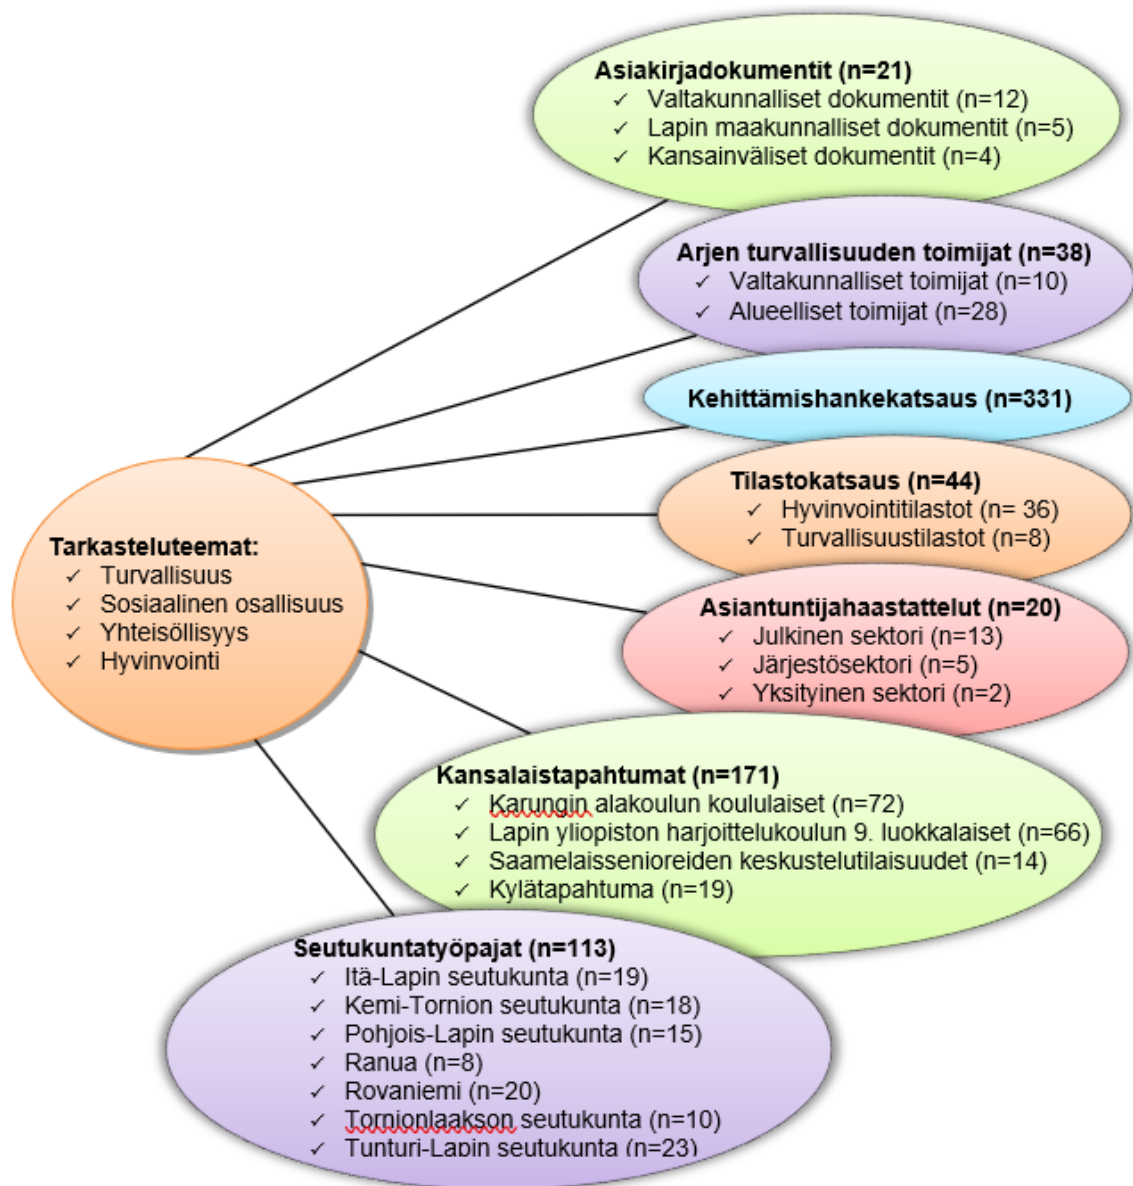 Asiakirjadokumentit (n=21)
✓ Valtakunnalliset dokumentit (n=12)
✓ Lapin maakunnalliset dokumentit (n=5)
✓ Kansainväliset dokumentit (n=4)
Arjen turvallisuuden toimijat (n=38)
✓ Valtakunnalliset toimijat (n=10)
✓ Alueelliset toimijat (n=28)
Kehittämishankekatsaus (n=331)
Tilastokatsaus (n=44)
✓ Hyvinvointitilastot (n= 36)
✓ Turvallisuustilastot (n=8)
Tarkasteluteemat:
✓ Turvallisuus
✓ Sosiaalinen osallisuus
✓ Yhteisöllisyys
✓ Hyvinvointi
Asiantuntijahaastattelut (n=20)
✓ Julkinen sektori (n=13)
✓ Järjestösektori (n=5)
✓ Yksityinen sektori (n=2)
Kansalaistapahtumat (n=171)
✓ Karungin alakoulun koululaiset (n=72)
✓ Lapin yliopiston harjoittelukoulun 9. luokkalaiset (n=66)
✓ Saamelaissenioreiden keskustelutilaisuudet (n=14)
✓ Kylätapahtuma (n=19)
Seutukuntatyöpajat (n=113)
✓ Itä-Lapin seutukunta (n=19)
✓ Kemi-Tornion seutukunta (n=18)
✓ Pohjois-Lapin seutukunta (n=15)
✓ Ranua (n=8)
✓ Rovaniemi (n=20)
✓ Tornionlaakson seutukunta (n=10)
✓ Tunturi-Lapin seutukunta (n=23)